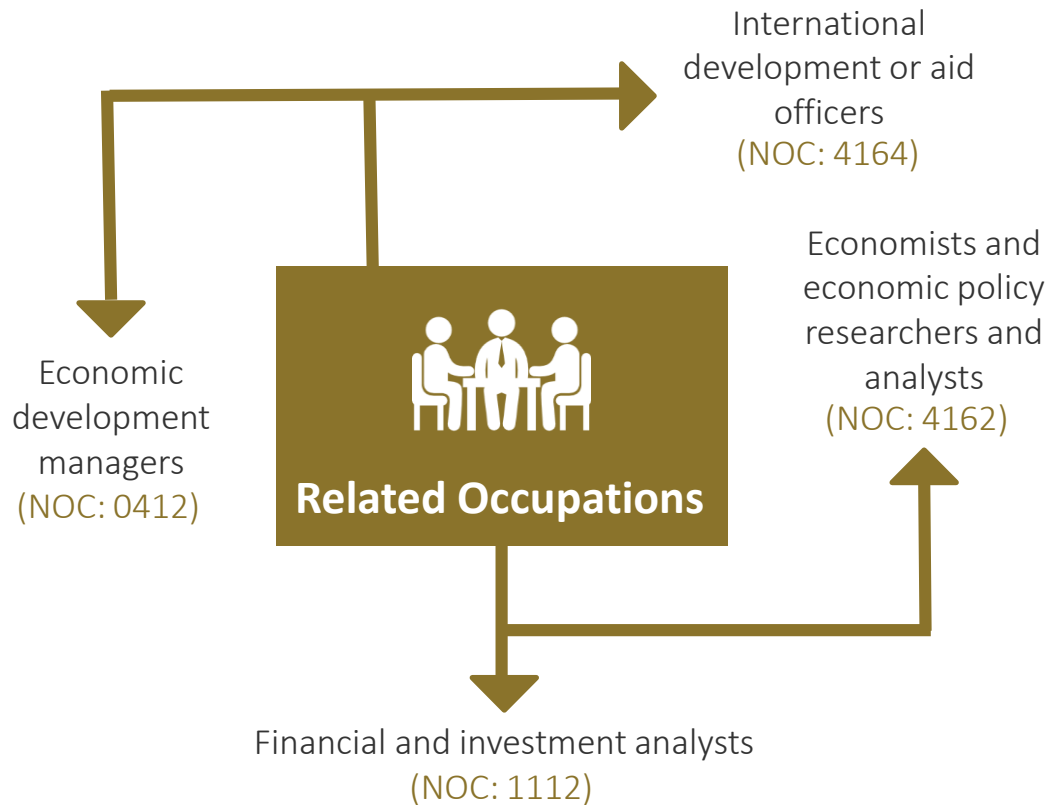 International
development or aid
officers
(NOC: 4164)
Economists and
economic policy
researchers and
analysts
(NOC: 4162)
Economic
development
managers
(NOC: 0412)
Related Occupations
Financial and investment analysts
(NOC: 1112)